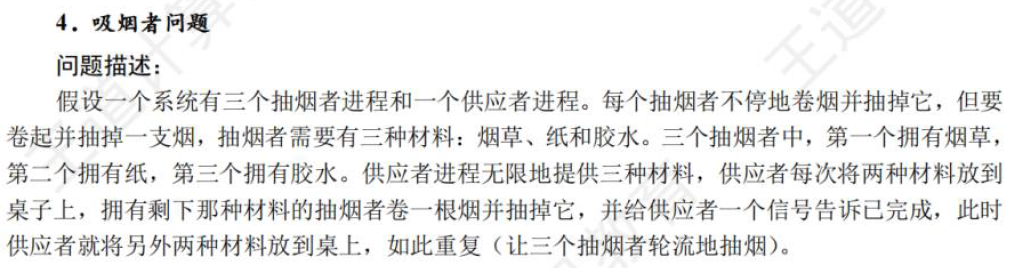 4．吸烟者问题
问题描述：
假设一个系统有三个抽烟者进程和一个供应者进程。每个抽烟者不停地卷烟并抽掉它，但要
卷起并抽掉一支烟，抽烟者需要有三种材料：烟草、纸和胶水。三个抽烟者中，第一个拥有烟草，
第二个拥有纸，第三个拥有胶水。供应者进程无限地提供三种材料，供应者每次将两种材料放到
桌子上，拥有剩下那种材料的抽烟者卷一根烟并抽掉它，并给供应者一个信号告诉已完成，此时
供应者就将另外两种材料放到桌上，如此重复（让三个抽烟者轮流地抽烟）。